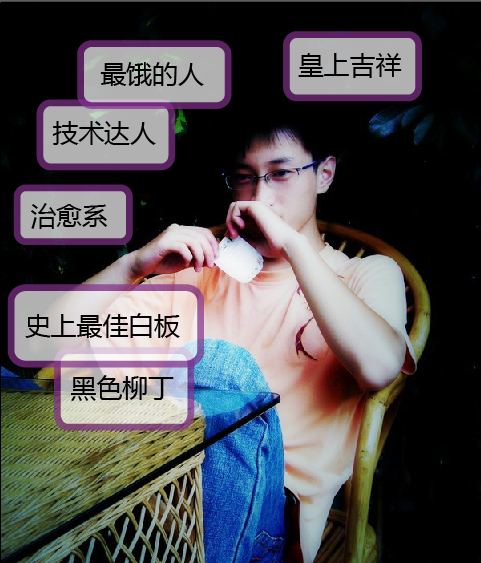 最饿的人
皇上吉祥
技术达人
治愈系
史上最佳白板
黑色柳丁